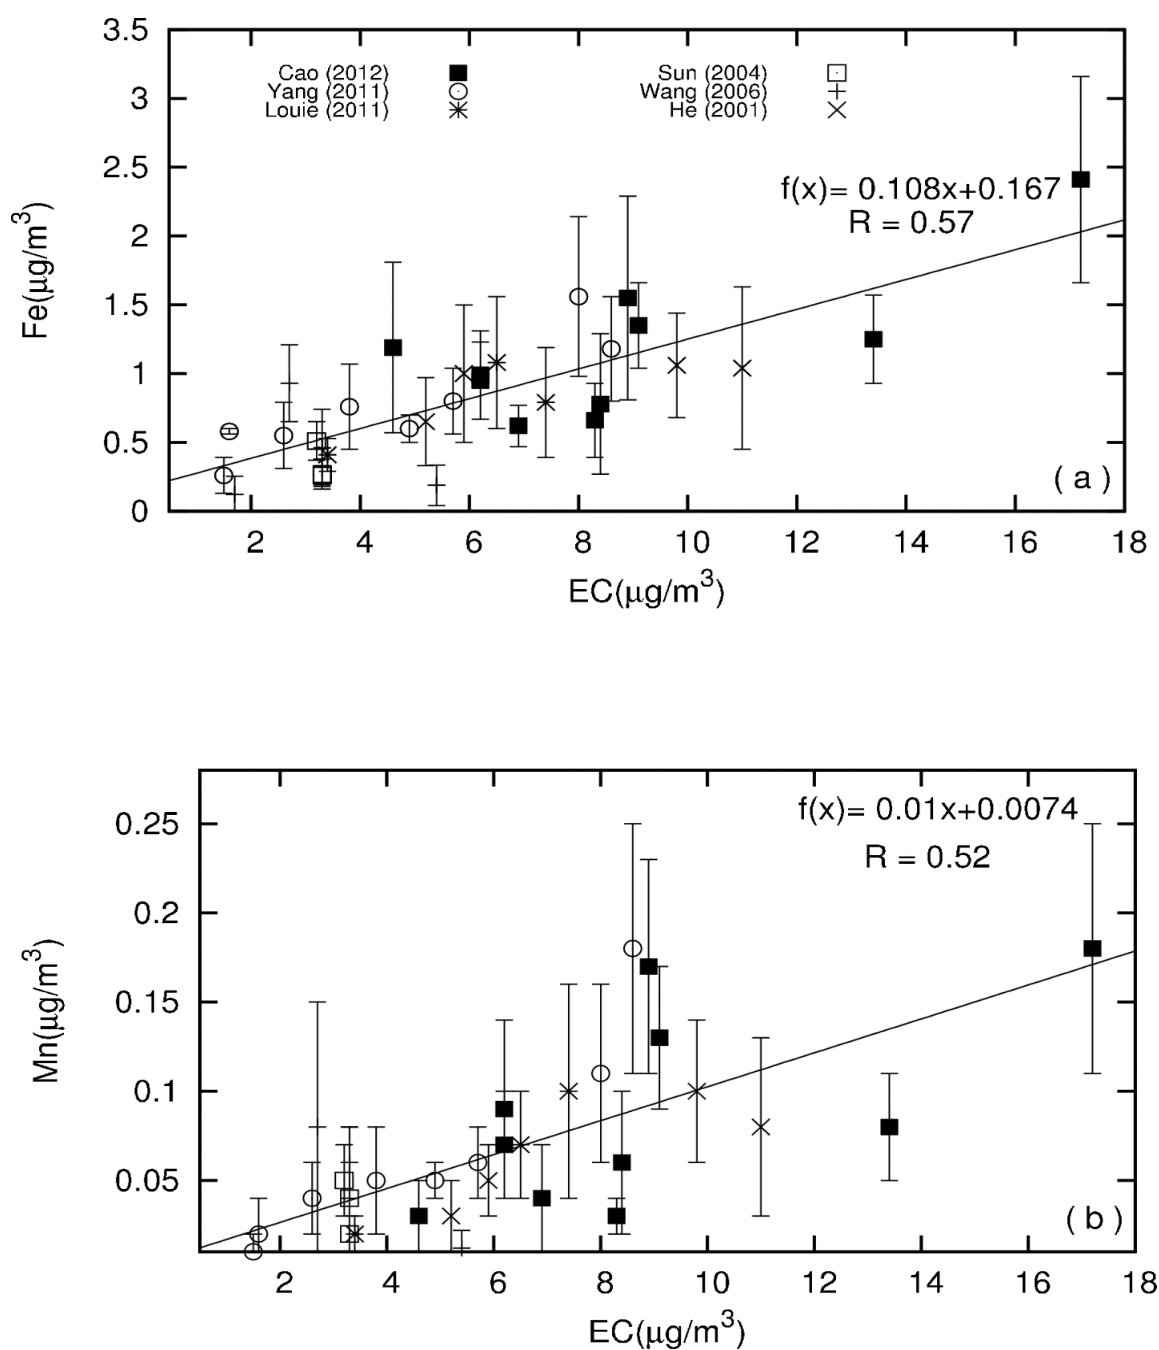 3.5
3
2.5
2
1.5
1
0.5
0
Fe(μg/m³)
Cao (2012)
Yang (2011)
Louie (2011)
Sun (2004)
Wang (2006)
He (2001)
f(x)= 0.108x+0.167
R = 0.57
( a )
2 4 6 8 10 12 14 16 18
EC(μg/m³)
0.25
0.2
0.15
0.1
0.05
Mn(μg/m³)
f(x)= 0.01x+0.0074
R = 0.52
( b )
2 4 6 8 10 12 14 16 18
EC(μg/m³)